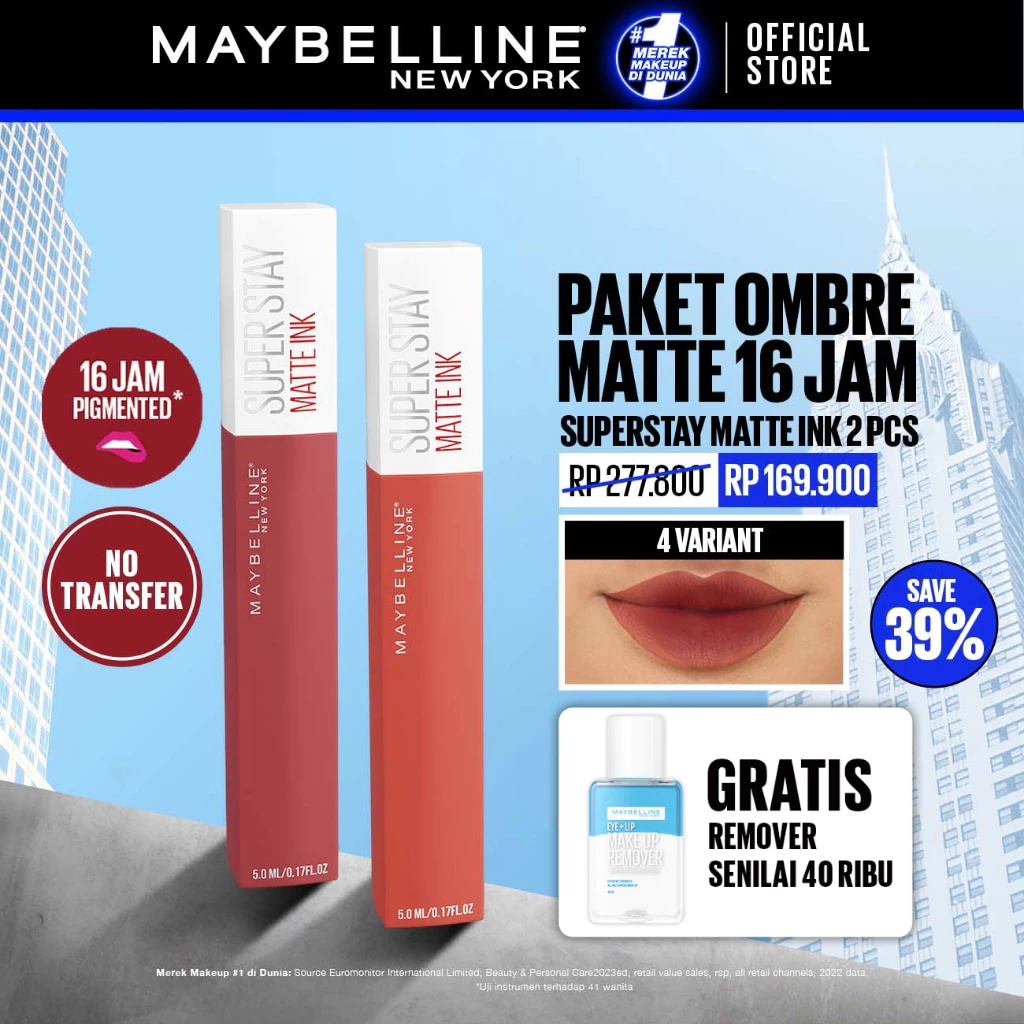 MAYBELLINE
NEW YORK
#1
MEREK
MAKEUP
DI DUNIA
OFFICIAL
STORE
SUPER STAY
MATTE INK
MAYBELLINE®
NEW YORK
5.0 ML/0.17FL.OZ
SUPER STAY
MATTE INK
MAYBELLINE®
NEW YORK
5.0 ML/0.17FL.OZ
16 JAM
PIGMENTED*
NO
TRANSFER
PAKET OMBRE
MATTE 16 JAM
SUPERSTAY MATTE INK 2 PCS
RP 277.800 RP 169.900
4 VARIANT
SAVE
39%
MAYBELLINE
EYE + LIP
MAKE UP
REMOVER
GRATIS
REMOVER
SENILAI 40 RIBU
Merek Makeup #1 di Dunia: Source Euromonitor International Limited; Beauty & Personal Care2023ed, retail value sales, rsp, all retail channels, 2022 data.
*Uji instrumen terhadap 41 wanita